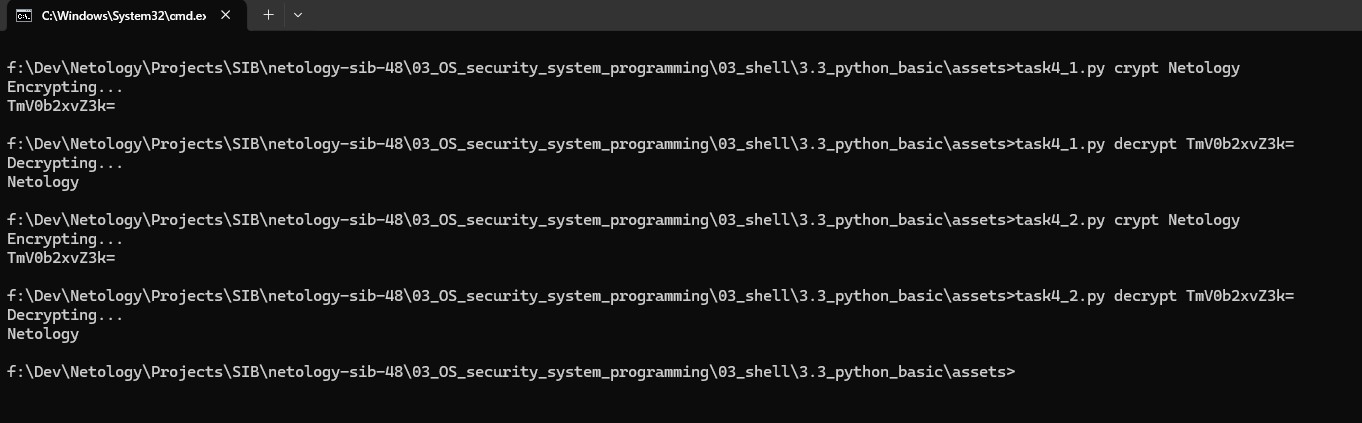 C:\Windows\System32\cmd.ex
f:\Dev\Netology\Projects\SIB\netology-sib-48\03_OS_security_system_programming\03_shell\3.3_python_basic\assets>task4_1.py crypt Netology
Encrypting...
TmV0b2xvZ3k=
f:\Dev\Netology\Projects\SIB\netology-sib-48\03_OS_security_system_programming\03_shell\3.3_python_basic\assets>task4_1.py decrypt TmV0b2xvZ3k=
Decrypting...
Netology
f:\Dev\Netology\Projects\SIB\netology-sib-48\03_OS_security_system_programming\03_shell\3.3_python_basic\assets>task4_2.py crypt Netology
Encrypting...
TmV0b2xvZ3k=
f:\Dev\Netology\Projects\SIB\netology-sib-48\03_OS_security_system_programming\03_shell\3.3_python_basic\assets>task4_2.py decrypt TmV0b2xvZ3k=
Decrypting...
Netology
f:\Dev\Netology\Projects\SIB\netology-sib-48\03_OS_security_system_programming\03_shell\3.3_python_basic\assets>